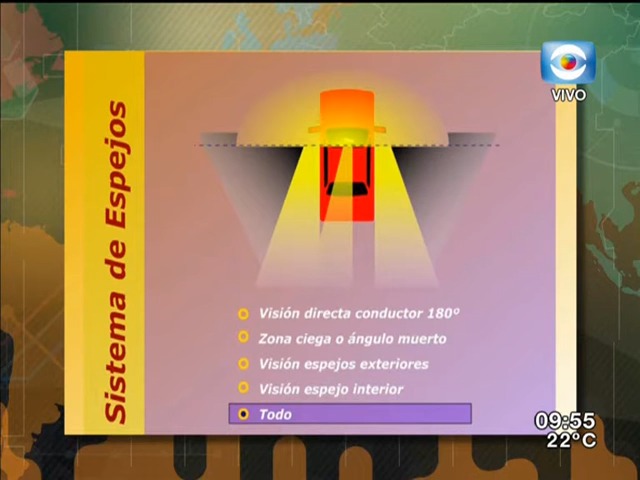 Sistema de Espejos
VIVO
Visión directa conductor 180º
Zona ciega o ángulo muerto
Visión espejos exteriores
Visión espejo interior
Todo
09:55
22°C